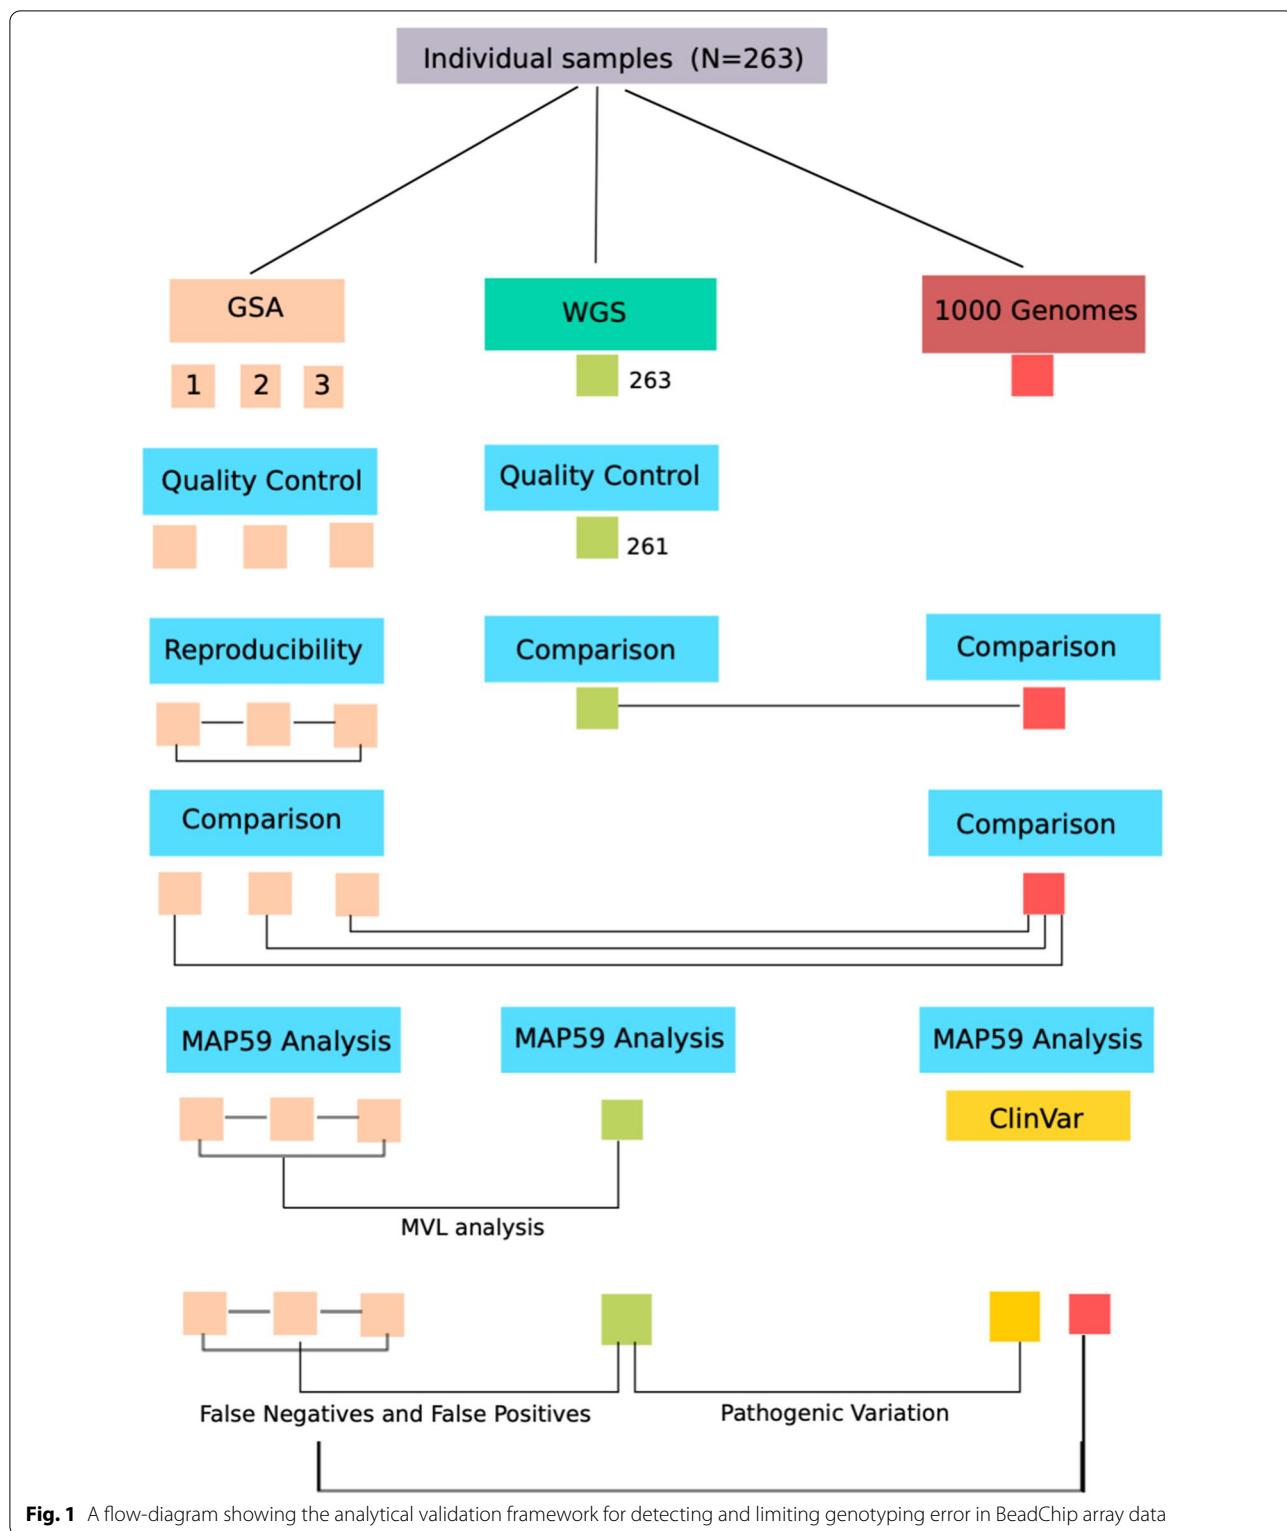 Individual samples (N=263)
GSA
WGS
1000 Genomes
1 2 3
263
Quality Control
Quality Control
261
Reproducibility
Comparison
Comparison
Comparison
Comparison
MAP59 Analysis
MAP59 Analysis
MAP59 Analysis
ClinVar
MVL analysis
False Negatives and False Positives
Pathogenic Variation
Fig. 1 A flow-diagram showing the analytical validation framework for detecting and limiting genotyping error in BeadChip array data